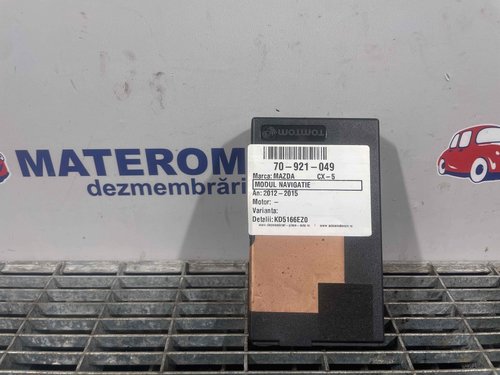 MATEROM
dezmembrări
TOMTOM
70-921-049
Marca: MAZDA CX-5
MODUL NAVIGATIE
An: 2012-2015
Motor: -
Varianta:
Detalii: KD5166EZ0